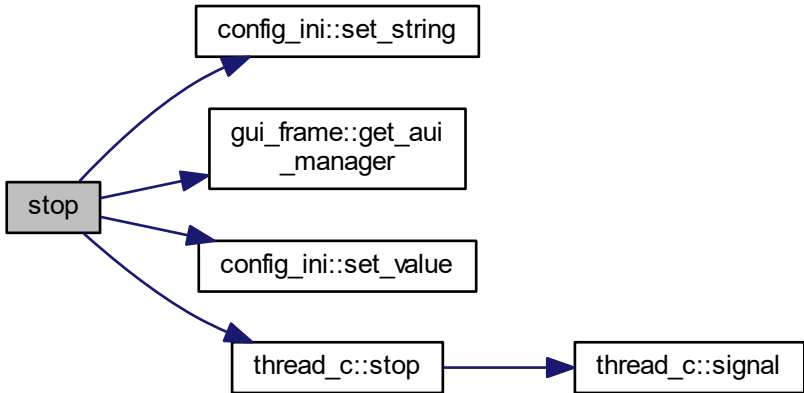 config_ini::set_string
gui_frame::get_aui
_manager
stop
config_ini::set_value
thread_c::stop
thread_c::signal